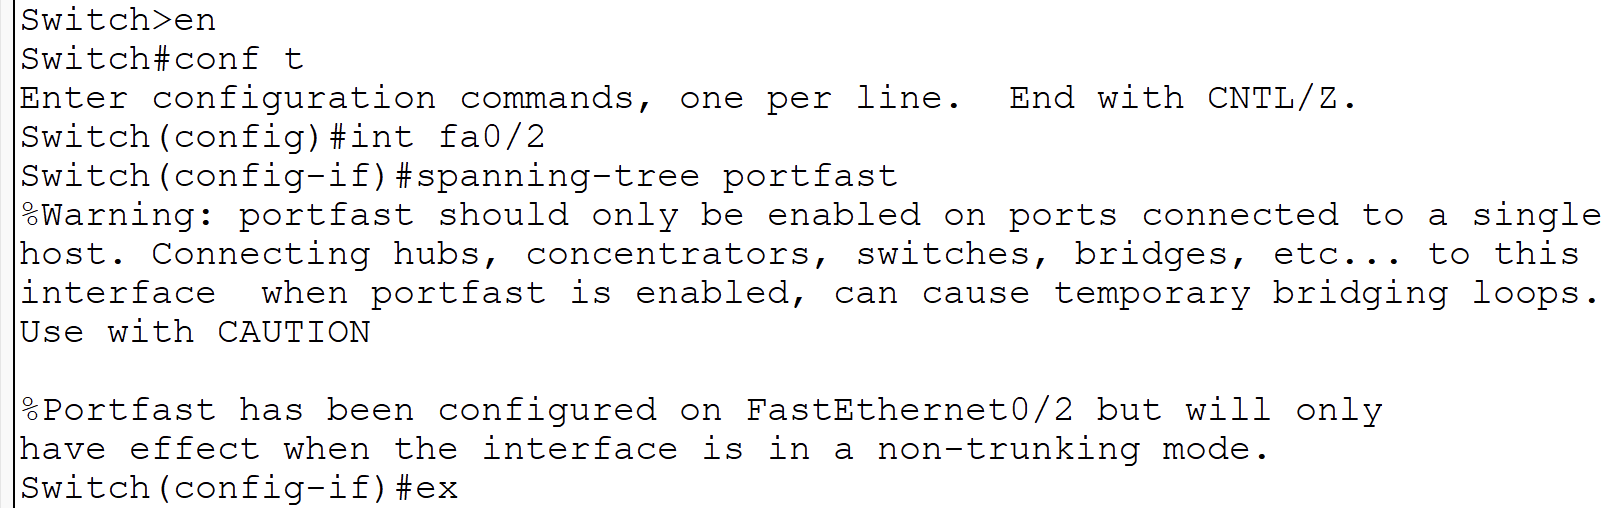 Switch>en
Switch#conf t
Enter configuration commands, one per line.  End with CNTL/Z.
Switch(config)#int fa0/2
Switch(config-if)#spanning-tree portfast
%Warning: portfast should only be enabled on ports connected to a single
host. Connecting hubs, concentrators, switches, bridges, etc... to this
interface  when portfast is enabled, can cause temporary bridging loops.
Use with CAUTION

%Portfast has been configured on FastEthernet0/2 but will only
have effect when the interface is in a non-trunking mode.
Switch(config-if)#ex